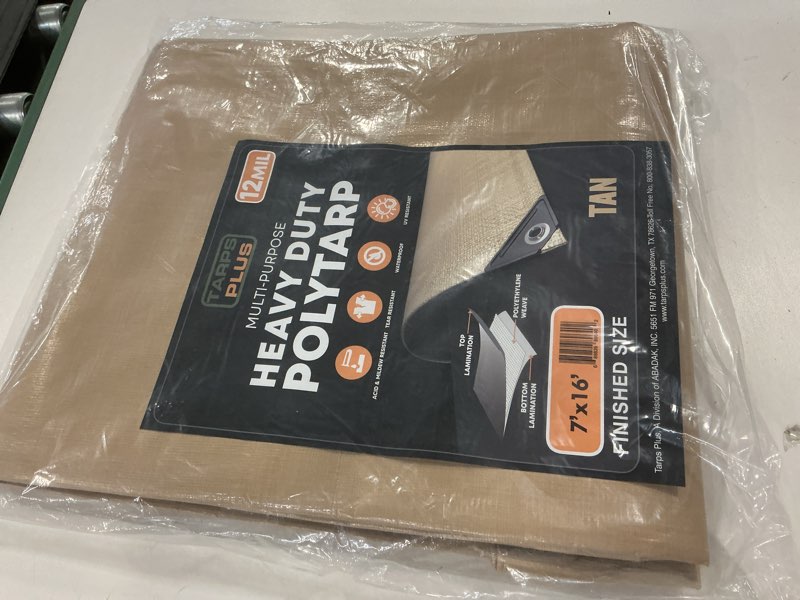 12MIL
TARPS
PLUS
MULTI-PURPOSE
HEAVY DUTY
POLYTARP
UV RESISTANT
WATERPROOF
TEAR RESISTANT
ACID & MILDEW RESISTANT
TOP
LAMINATION
POLYETHYLENE
WEAVE
BOTTOM
LAMINATION
TAN
7'x16'
FINISHED SIZE
Tarps Plus A Division of ABADAK, INC. 5651 FM 971 Georgetown, TX 78626 Toll Free No. 800-838-3057
www.tarpsplus.com